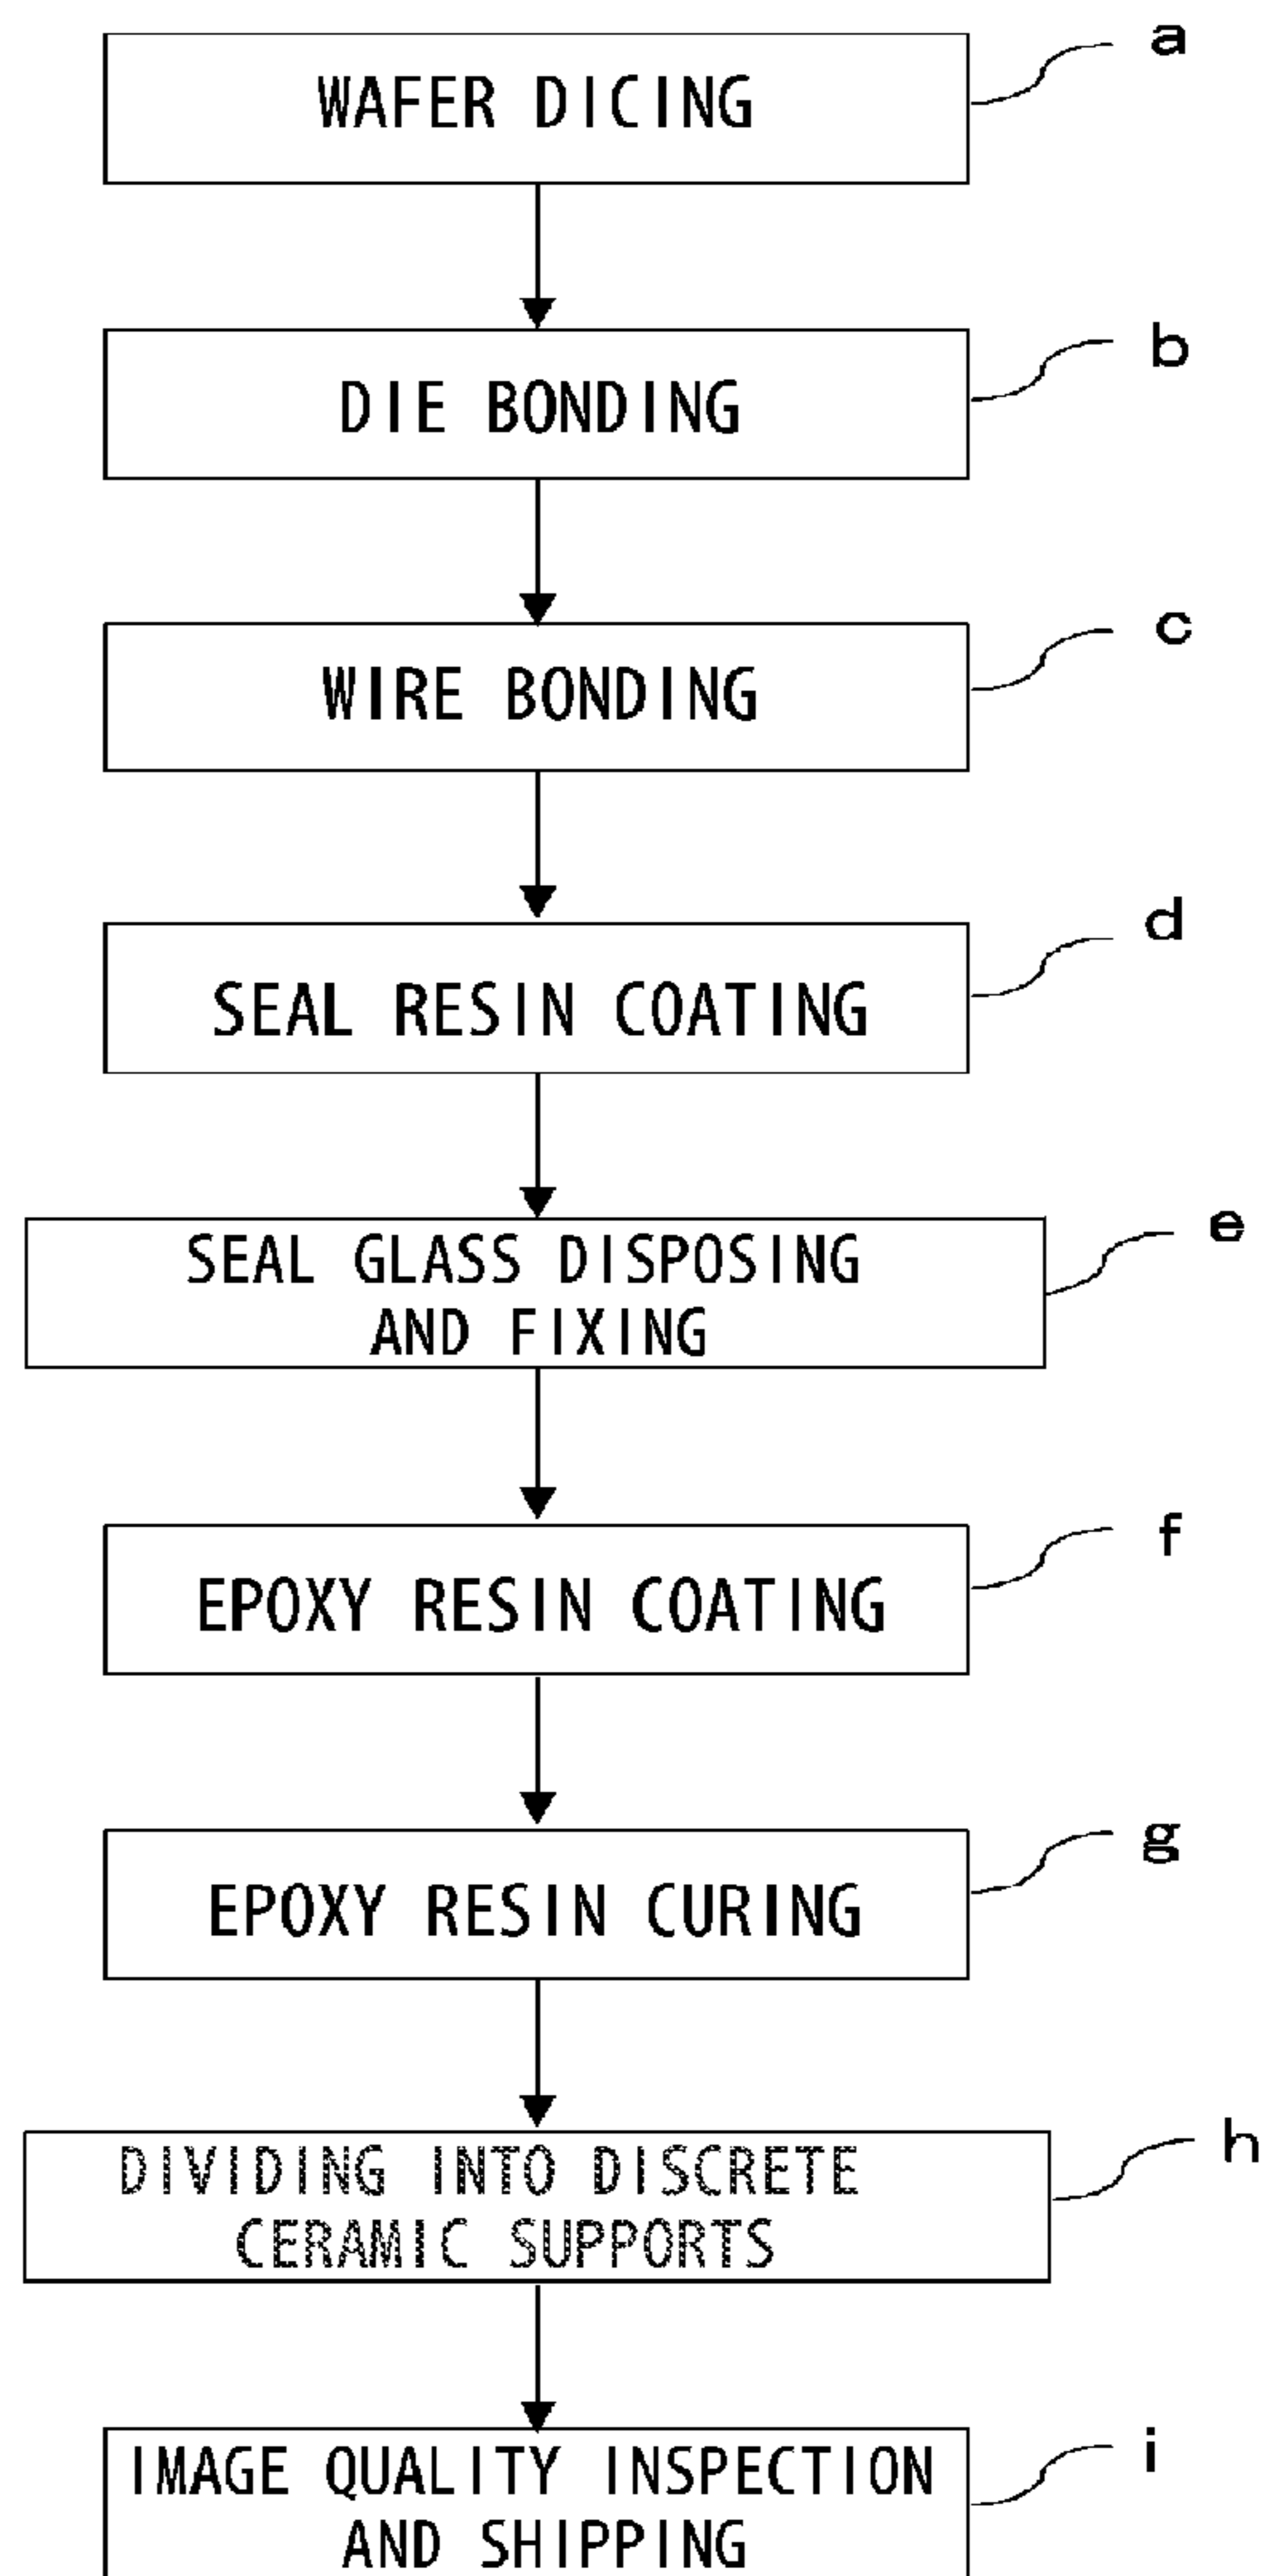 WAFER DICING
a
DIE BONDING
b
WIRE BONDING
c
SEAL RESIN COATING
d
SEAL GLASS DISPOSING
AND FIXING
e
EPOXY RESIN COATING
f
EPOXY RESIN CURING
g
DIVIDING INTO DISCRETE
CERAMIC SUPPORTS
h
IMAGE QUALITY INSPECTION
AND SHIPPING
i